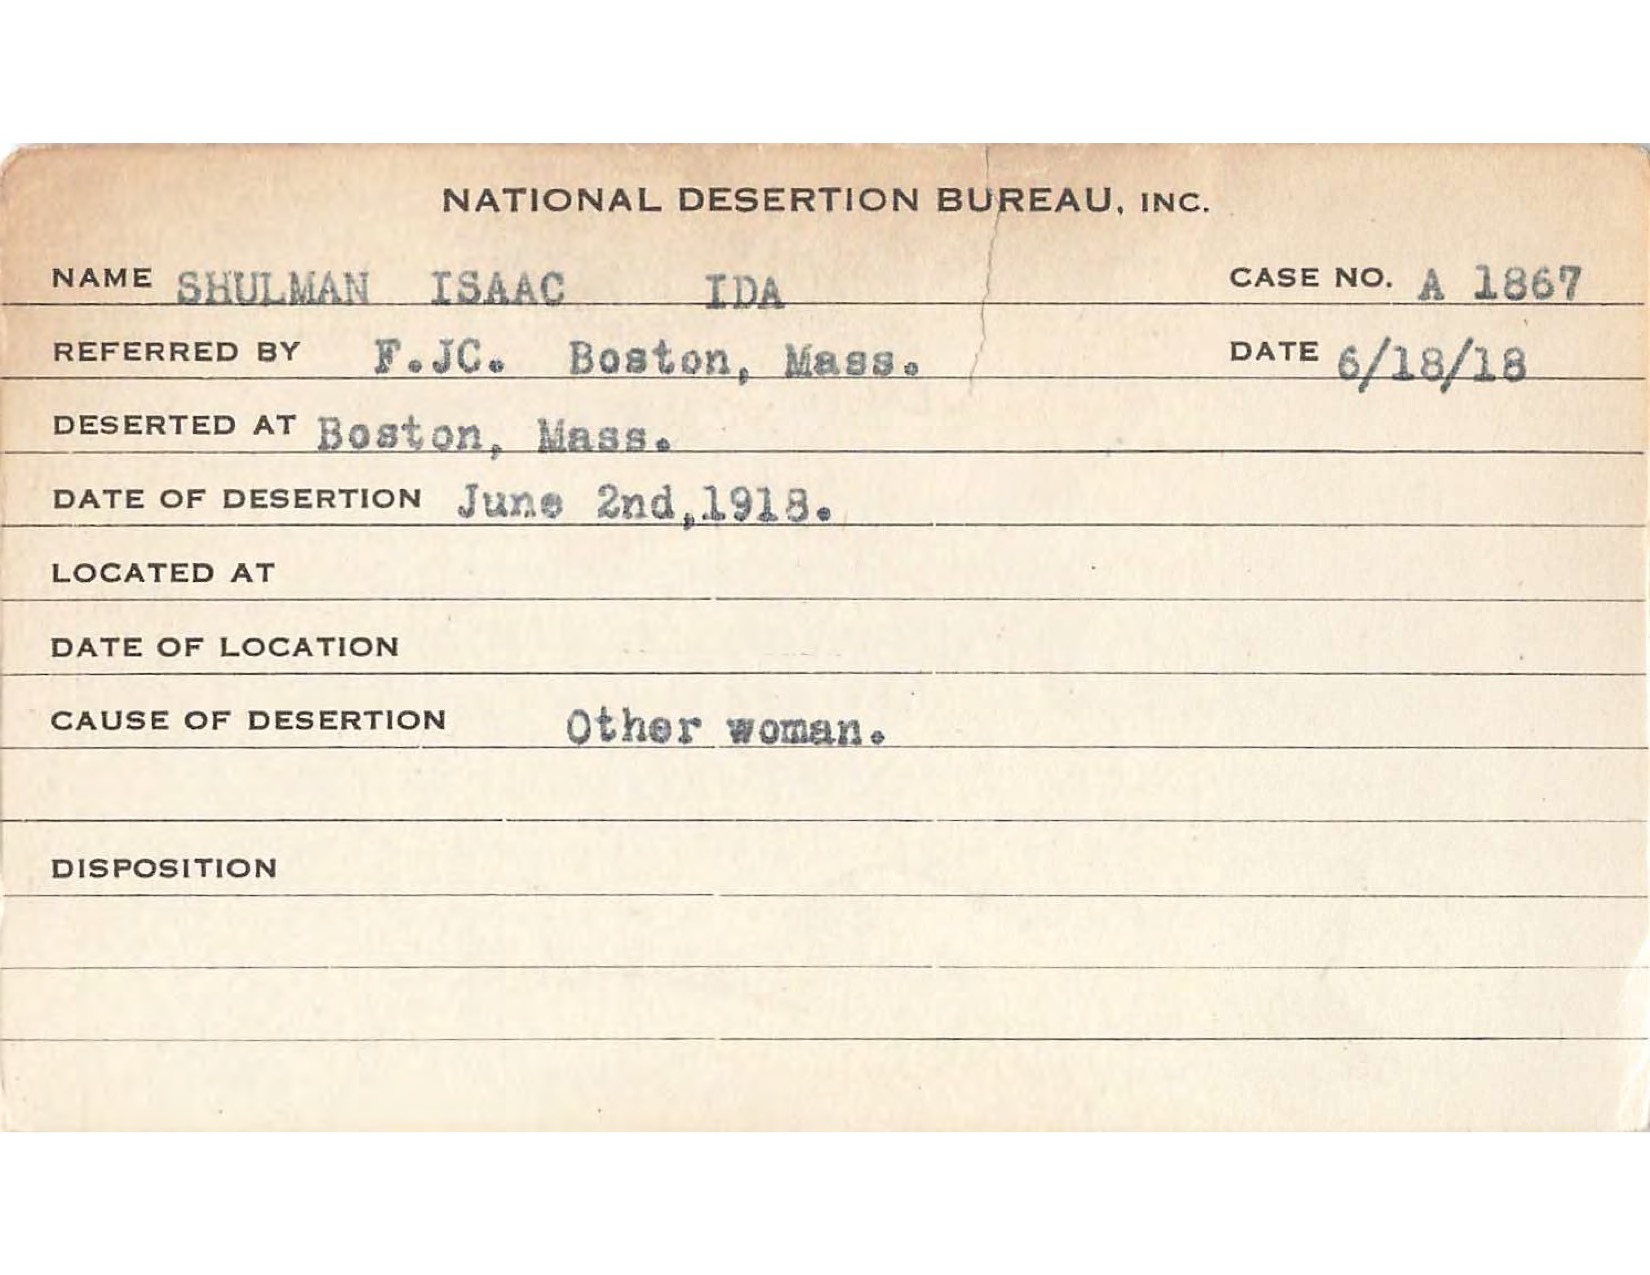 NATIONAL DESERTION BUREAU, INC.
NAME SHULMAN ISAAC IDA CASE NO. A 1867
REFERRED BY F.JC. Boston, Mass. DATE 6/18/18
DESERTED AT Boston, Mass.
DATE OF DESERTION June 2nd,1918.
LOCATED AT
DATE OF LOCATION
CAUSE OF DESERTION Other woman.
DISPOSITION